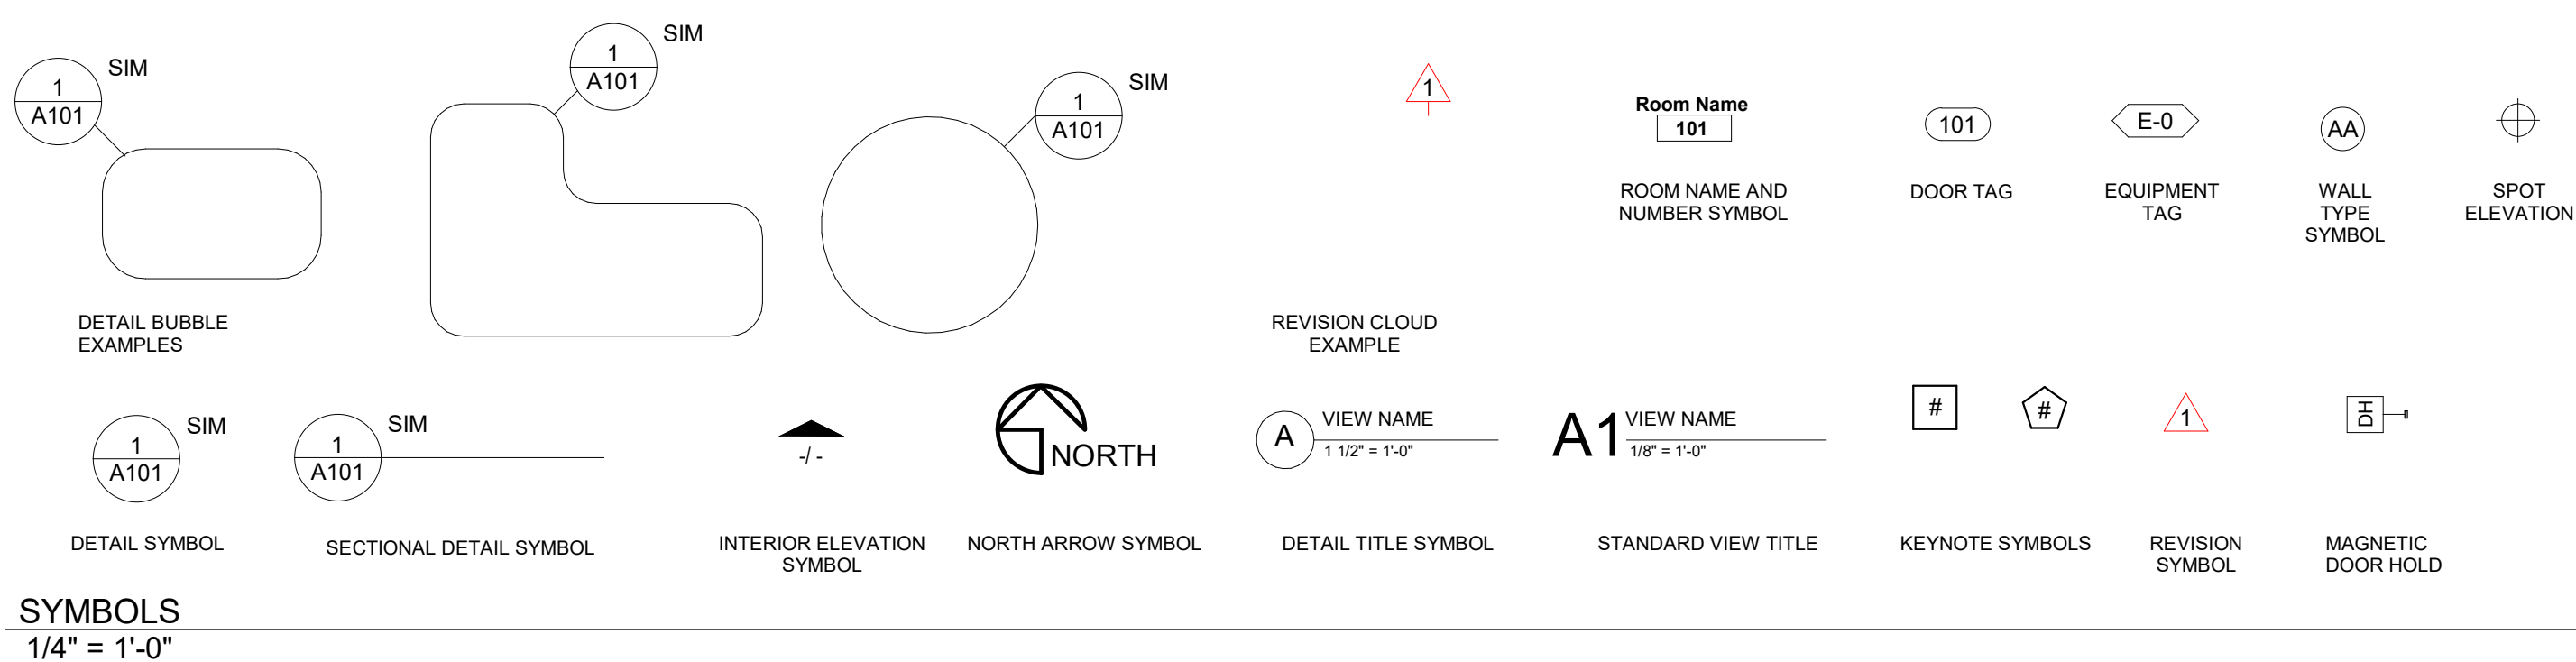 1
A101
SIM
1
A101
SIM
1
A101
SIM
1
Room Name
101
101
E-0
AA
ROOM NAME AND
NUMBER SYMBOL
DOOR TAG
EQUIPMENT
TAG
WALL
TYPE
SYMBOL
SPOT
ELEVATION
DETAIL BUBBLE
EXAMPLES
REVISION CLOUD
EXAMPLE
1
A101
SIM
1
A101
SIM
-/ -
NORTH
A
VIEW NAME
1 1/2" = 1'-0"
A1
VIEW NAME
1/8" = 1'-0"
#
#
1
DH
DETAIL SYMBOL
SECTIONAL DETAIL SYMBOL
INTERIOR ELEVATION
SYMBOL
NORTH ARROW SYMBOL
DETAIL TITLE SYMBOL
STANDARD VIEW TITLE
KEYNOTE SYMBOLS
REVISION
SYMBOL
MAGNETIC
DOOR HOLD
SYMBOLS
1/4" = 1'-0"